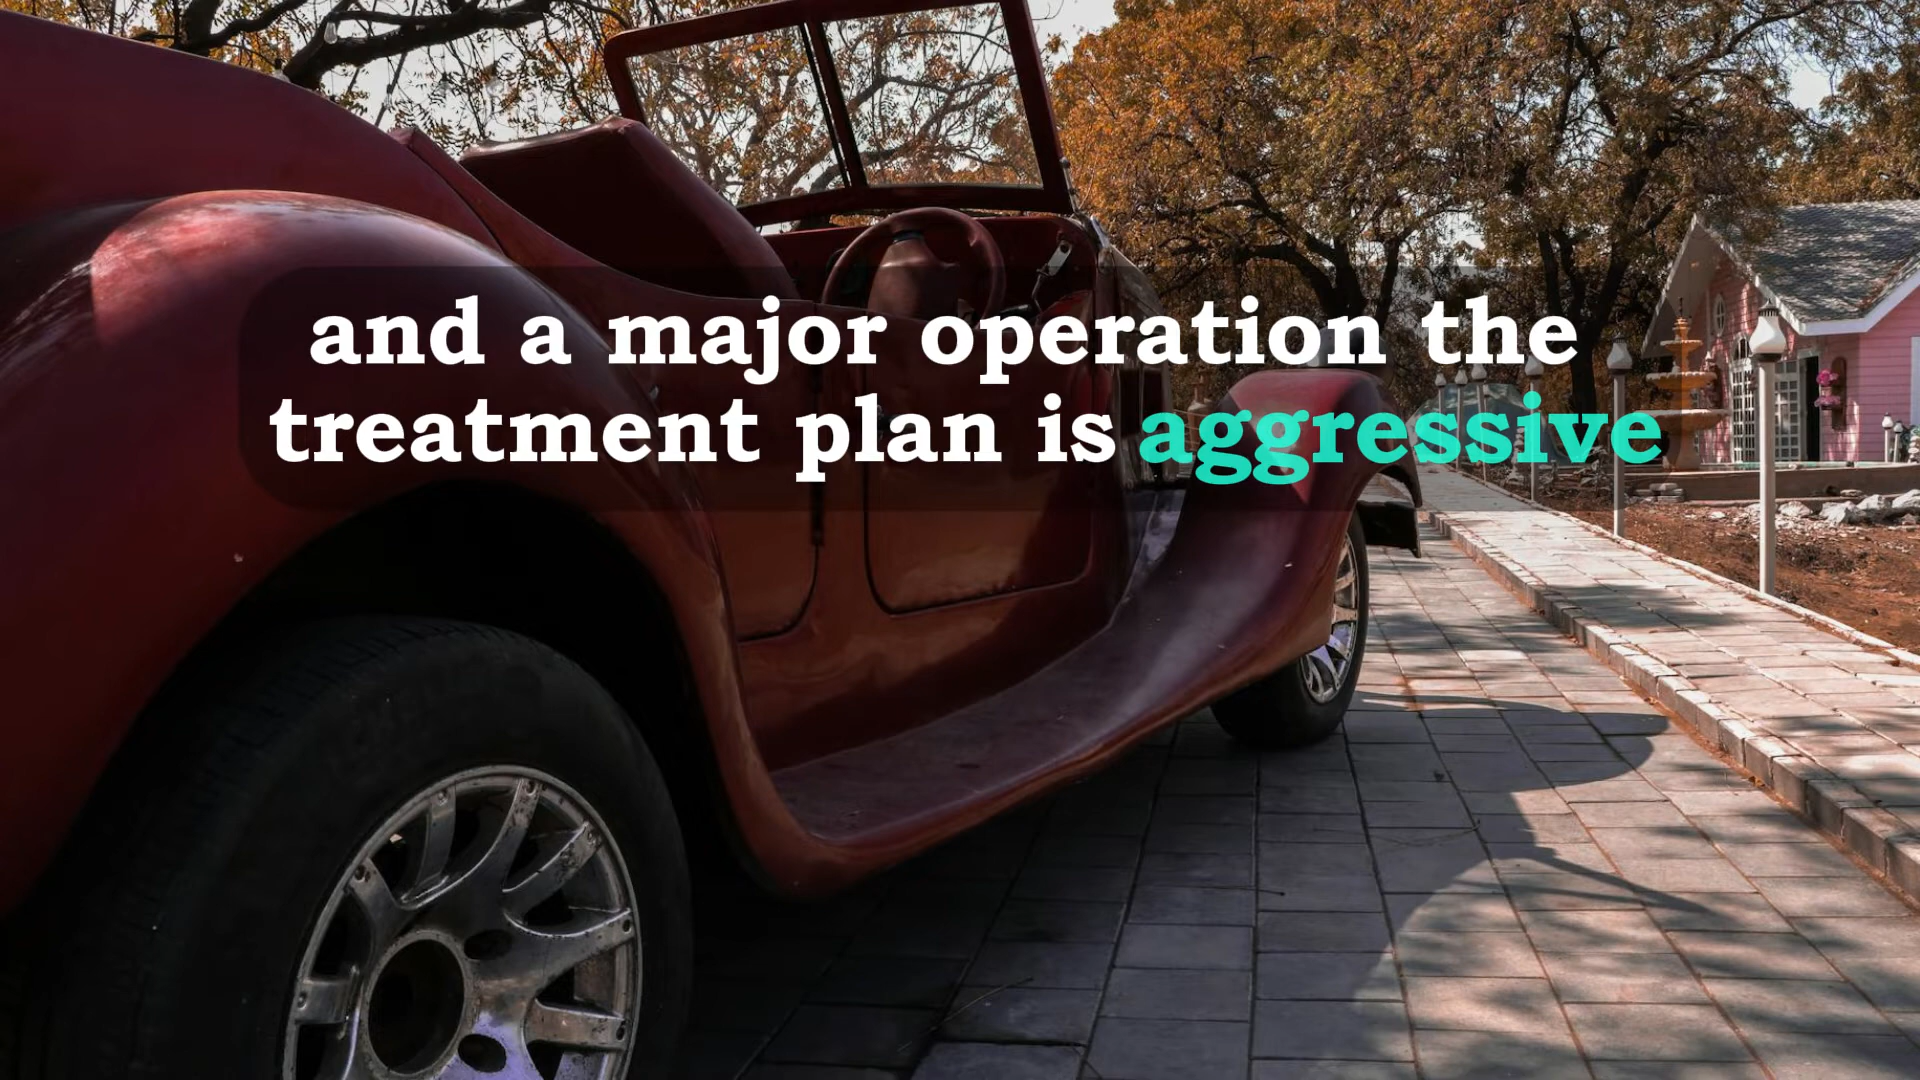 and a major operation the
treatment plan is aggressive